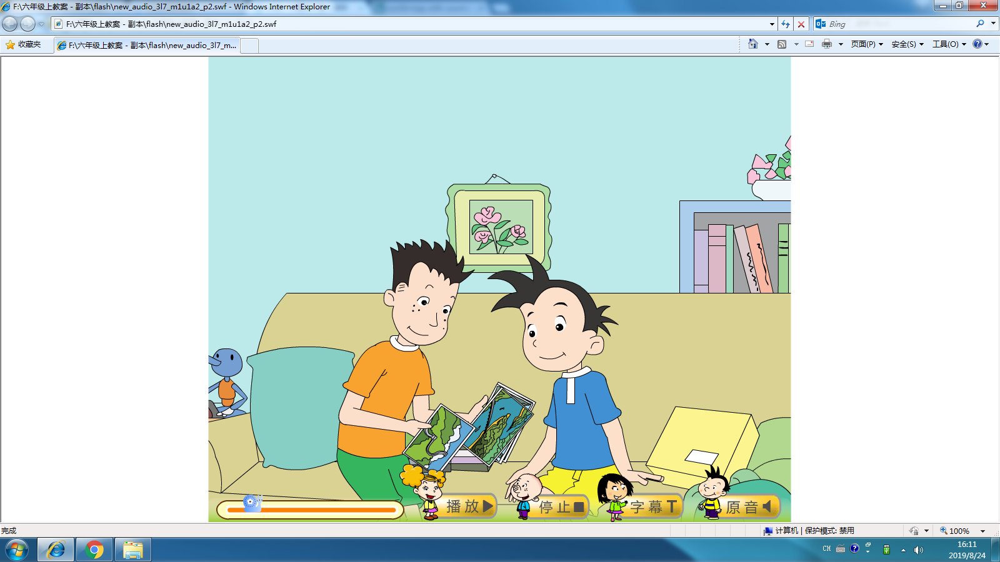 F:\六年级上教案 - 副本\flash\new_audio_3l7_m1u1a2_p2.swf - Windows Internet Explorer
F:\六年级上教案 - 副本\flash\new_audio_3l7_m1u1a2_p2.swf
Bing
收藏夹
F:\六年级上教案 - 副本\flash\new_audio_3l7_m...
页面(P)
安全(S)
工具(O)
播放
停止
字幕T
原音
完成
计算机 | 保护模式: 禁用
100%
CH
16:11
2019/8/24